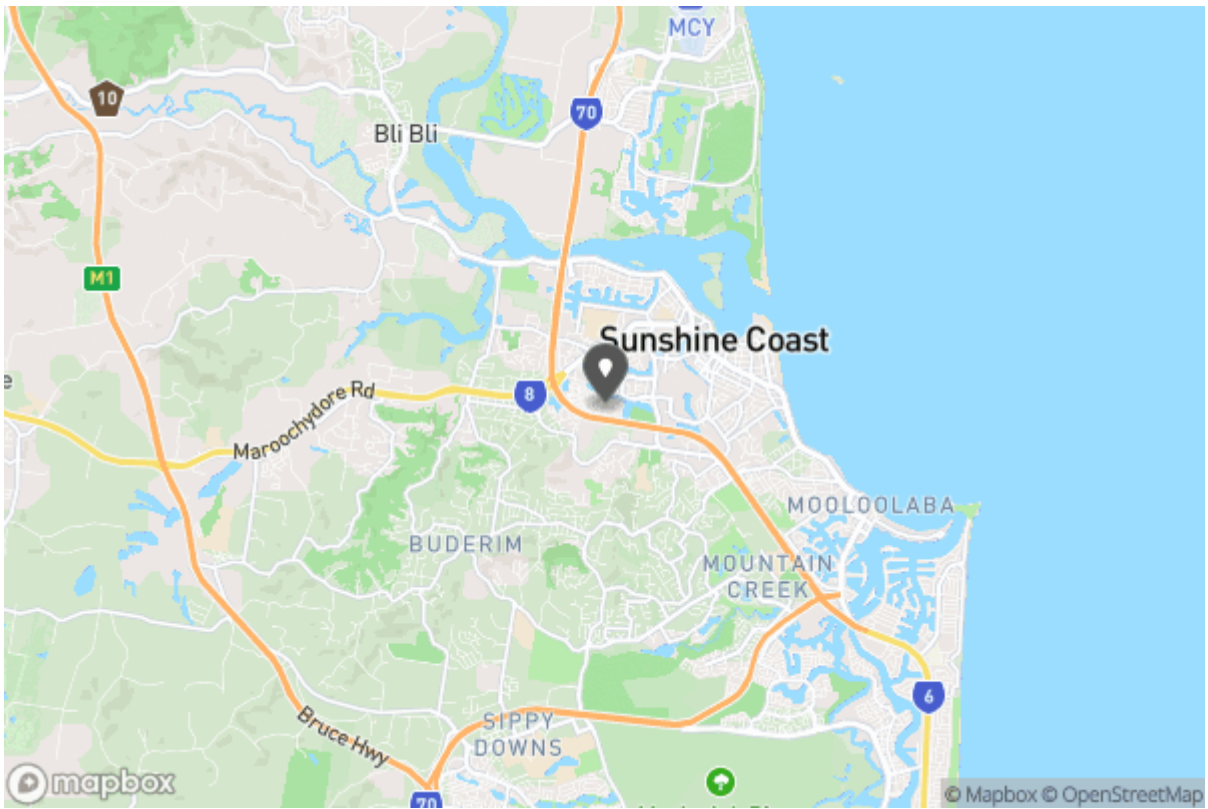 MCY
10
70
Bli Bli
M1
Sunshine Coast
e
8
Maroochydore Rd
MOOLOOLABA
BUDERIM
MOUNTAIN
CREEK
6
SIPPY
DOWNS
Bruce Hwy
70
mapbox
© Mapbox © OpenStreetMap